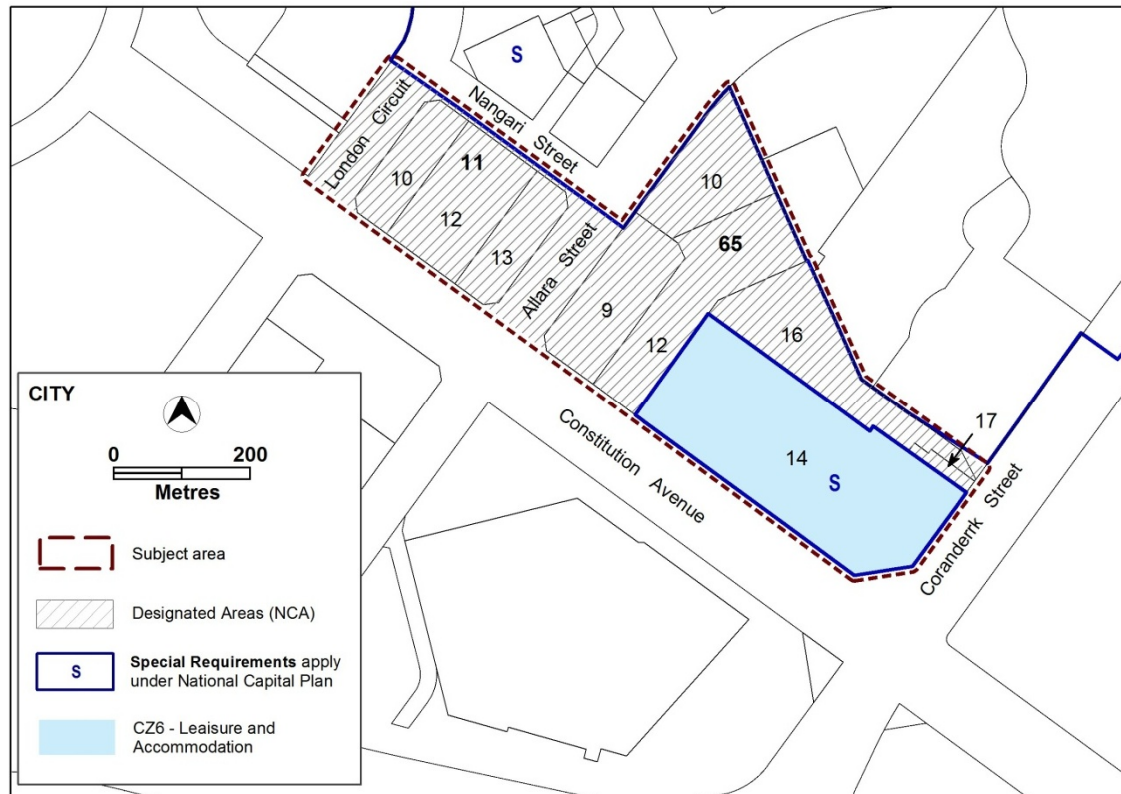 S
London Circuit
Nangari Street
10
11
12
13
Allara Street
10
65
9
12
16
17
14
S
Constitution Avenue
Coranderrk Street
CITY
0 200
Metres
Subject area
Designated Areas (NCA)
S
Special Requirements apply
under National Capital Plan
CZ6 - Leaisure and
Accommodation